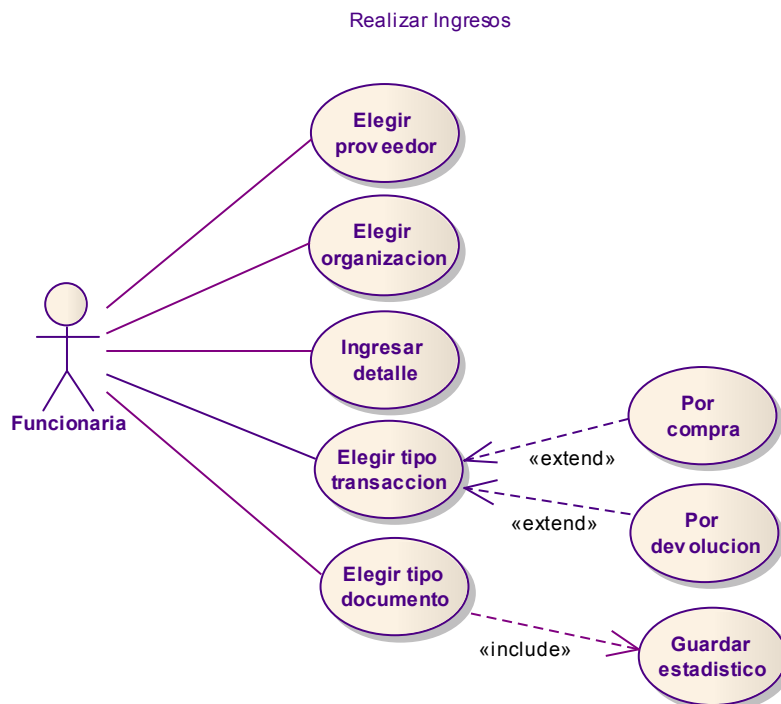 Realizar Ingresos
Elegir
proveedor
Elegir
organizacion
Ingresar
detalle
Funcionaria
Por
compra
Elegir tipo
transaccion
«extend»
«extend»
Por
devolucion
Elegir tipo
documento
«include»
Guardar
estadistico